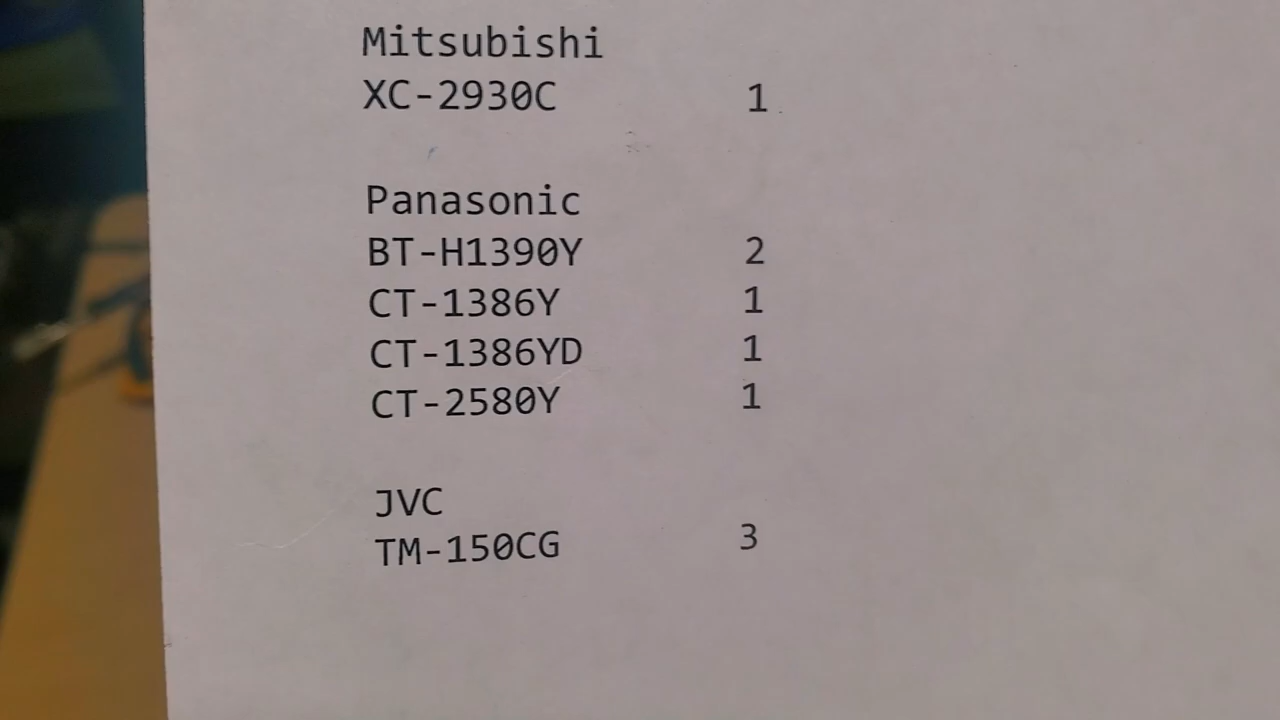 Mitsubishi
XC-2930C 1
Panasonic
BT-H1390Y 2
CT-1386Y 1
CT-1386YD 1
CT-2580Y 1
JVC
TM-150CG 3